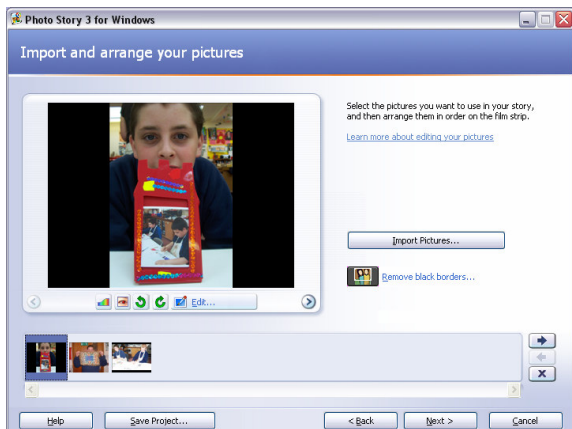 Photo Story 3 for Windows
Import and arrange your pictures
Select the pictures you want to use in your story,
and then arrange them in order on the film strip.
Learn more about editing your pictures
Import Pictures...
Remove black borders...
Edit...
Help
Save Project...
< Back
Next >
Cancel